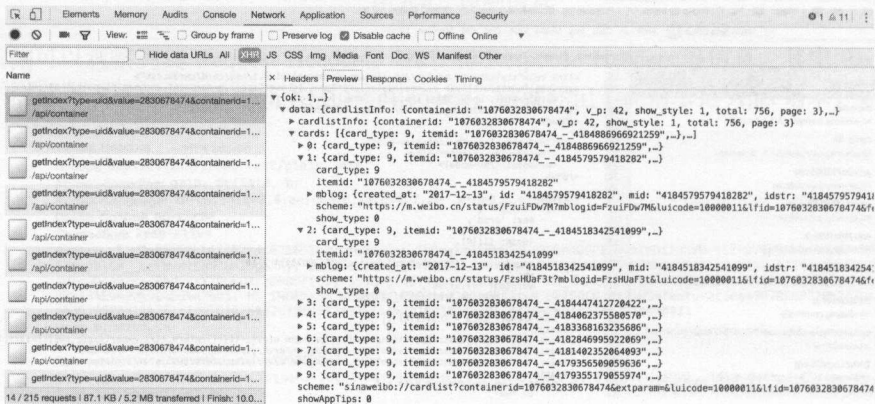 Elements Memory Audits Console Network Application Sources Performance Security 1 11
View: Group by frame Preserve log Disable cache Offline Online
Filter Hide data URLs All XHR JS CSS Img Media Font Doc WS Manifest Other
Name × Headers Preview Response Cookies Timing
getIndex?type=uid&value=2830678474&containerid=1...
/api/container
getIndex?type=uid&value=2830678474&containerid=1...
/api/container
getIndex?type=uid&value=2830678474&containerid=1...
/api/container
getIndex?type=uid&value=2830678474&containerid=1...
/api/container
getIndex?type=uid&value=2830678474&containerid=1...
/api/container
getIndex?type=uid&value=2830678474&containerid=1...
/api/container
getIndex?type=uid&value=2830678474&containerid=1...
/api/container
getIndex?type=uid&value=2830678474&containerid=1...
/api/container
getIndex?type=uid&value=2830678474&containerid=1...
/api/container
getIndex?type=uid&value=2830678474&containerid=1...
14 / 215 requests | 87.1 KB / 5.2 MB transferred | Finish: 10.0...
▼ {ok: 1,…}
▼ data: {cardlistInfo: {containerid: "1076032830678474", v_p: 42, show_style: 1, total: 756, page: 3},…}
▶ cardlistInfo: {containerid: "1076032830678474", v_p: 42, show_style: 1, total: 756, page: 3}
▼ cards: [{card_type: 9, itemid: "1076032830678474_-_4184886966921259",…},…]
▶ 0: {card_type: 9, itemid: "1076032830678474_-_4184886966921259",…}
▼ 1: {card_type: 9, itemid: "1076032830678474_-_4184579579418282",…}
card_type: 9
itemid: "1076032830678474_-_4184579579418282"
▶ mblog: {created_at: "2017-12-13", id: "4184579579418282", mid: "4184579579418282", idstr: "418457957941
scheme: "https://m.weibo.cn/status/FzuiFDw7M?mblogid=FzuiFDw7M&luicode=10000011&lfid=1076032830678474&f
show_type: 0
▼ 2: {card_type: 9, itemid: "1076032830678474_-_4184518342541099",…}
card_type: 9
itemid: "1076032830678474_-_4184518342541099"
▶ mblog: {created_at: "2017-12-13", id: "4184518342541099", mid: "4184518342541099", idstr: "418451834254
scheme: "https://m.weibo.cn/status/FzsHUaF3t?mblogid=FzsHUaF3t&luicode=10000011&lfid=1076032830678474&f
show_type: 0
▶ 3: {card_type: 9, itemid: "1076032830678474_-_4184447412720422",…}
▶ 4: {card_type: 9, itemid: "1076032830678474_-_4184062375580570",…}
▶ 5: {card_type: 9, itemid: "1076032830678474_-_4183368163235686",…}
▶ 6: {card_type: 9, itemid: "1076032830678474_-_4182846995922069",…}
▶ 7: {card_type: 9, itemid: "1076032830678474_-_4181402352064093",…}
▶ 8: {card_type: 9, itemid: "1076032830678474_-_4179356509059636",…}
▶ 9: {card_type: 9, itemid: "1076032830678474_-_4179355179055974",…}
scheme: "sinaweibo://cardlist?containerid=1076032830678474&extparam=&luicode=10000011&lfid=1076032830678474
showAppTips: 0